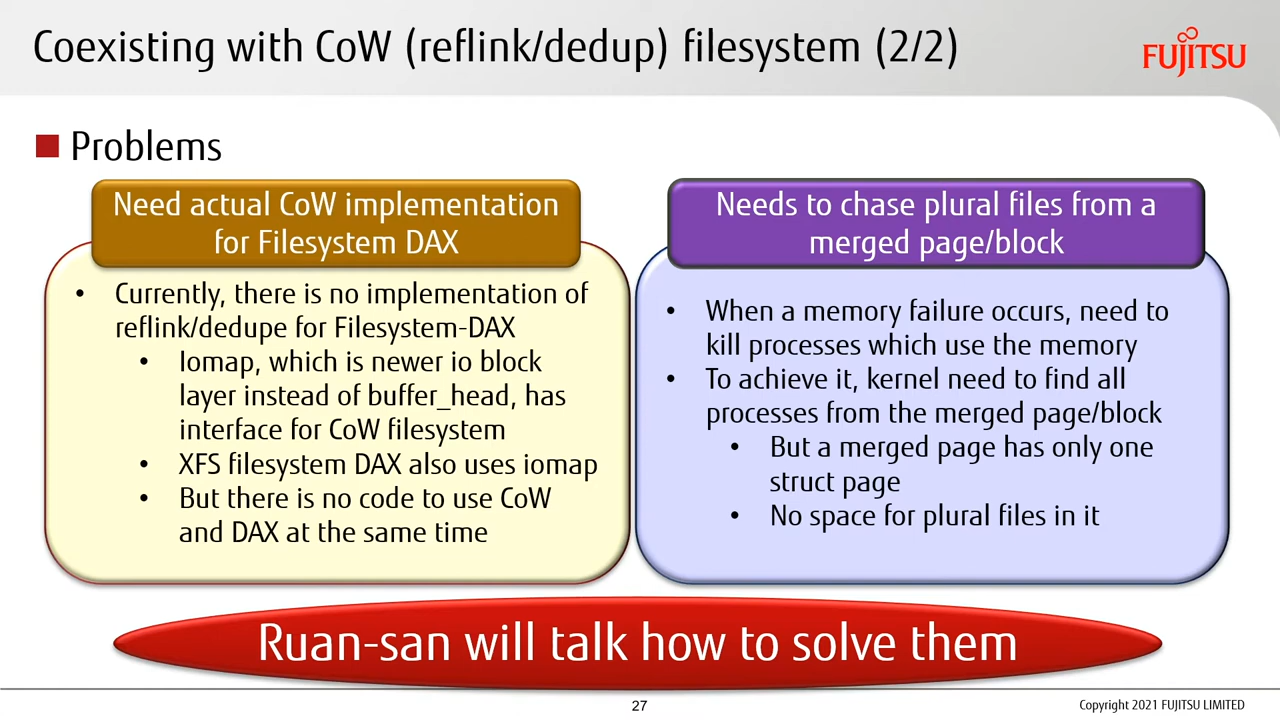 Coexisting with CoW (reflink/dedup) filesystem (2/2)
FUJITSU
Problems
Need actual CoW implementation
for Filesystem DAX
• Currently, there is no implementation of
reflink/dedupe for Filesystem-DAX
• Iomap, which is newer io block
layer instead of buffer_head, has
interface for CoW filesystem
• XFS filesystem DAX also uses iomap
• But there is no code to use CoW
and DAX at the same time
Needs to chase plural files from a
merged page/block
• When a memory failure occurs, need to
kill processes which use the memory
• To achieve it, kernel need to find all
processes from the merged page/block
• But a merged page has only one
struct page
• No space for plural files in it
Ruan-san will talk how to solve them
27
Copyright 2021 FUJITSU LIMITED